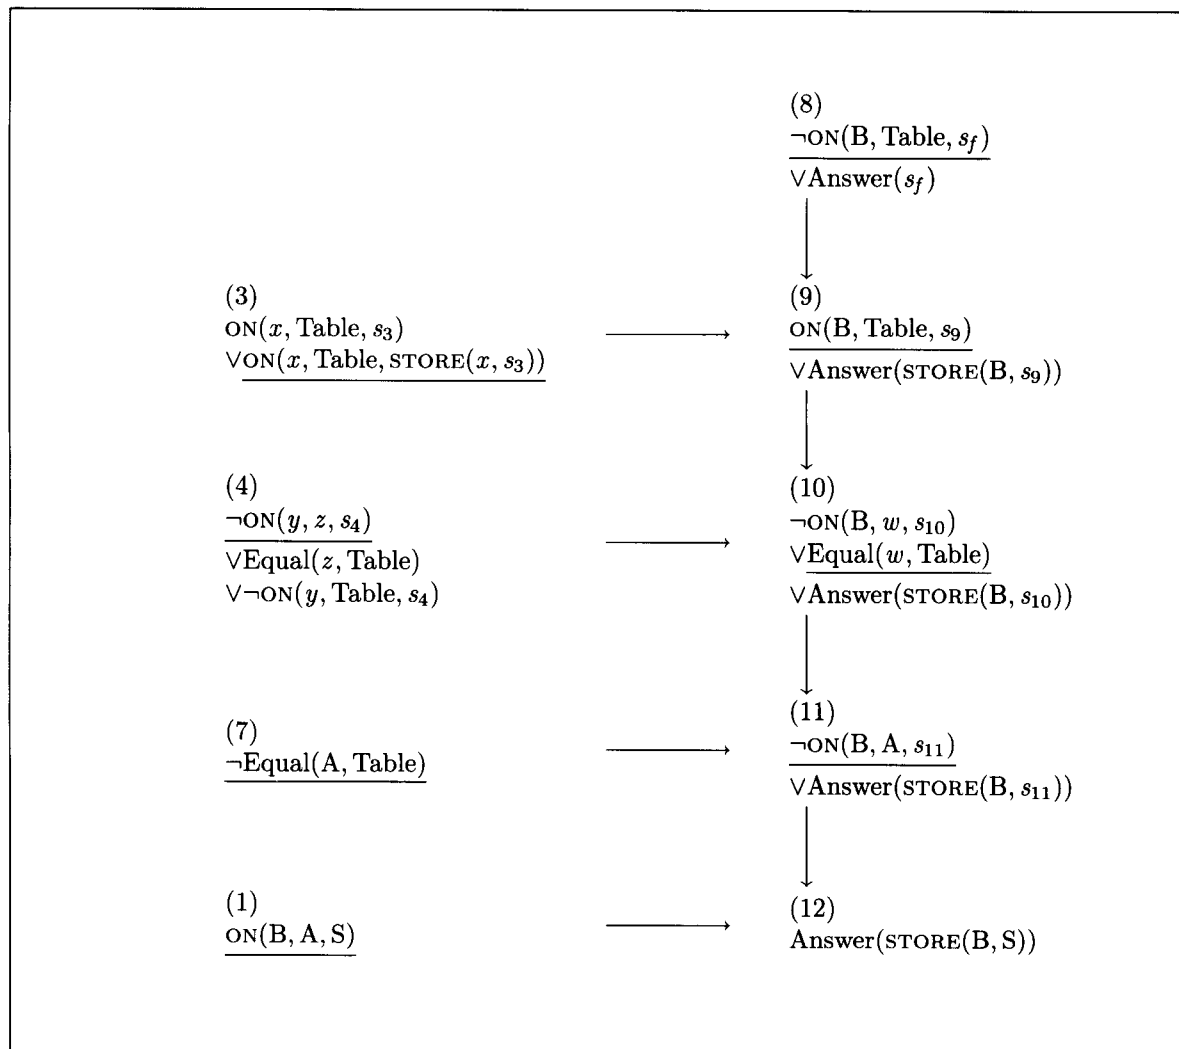 (8)
¬ON(B, Table, s_f)
∨Answer(s_f)
(3)
ON(x, Table, s_3)
∨ON(x, Table, STORE(x, s_3))
(9)
ON(B, Table, s_9)
∨Answer(STORE(B, s_9))
(4)
¬ON(y, z, s_4)
∨Equal(z, Table)
∨¬ON(y, Table, s_4)
(10)
¬ON(B, w, s_10)
∨Equal(w, Table)
∨Answer(STORE(B, s_10))
(7)
¬Equal(A, Table)
(11)
¬ON(B, A, s_11)
∨Answer(STORE(B, s_11))
(1)
ON(B, A, S)
(12)
Answer(STORE(B, S))